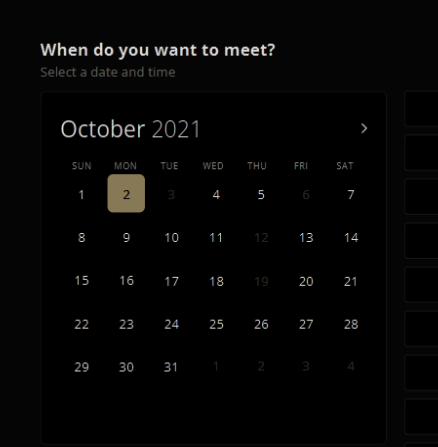 When do you want to meet?
Select a date and time
October 2021
SUN MON TUE WED THU FRI SAT
1 2 3 4 5 6 7
8 9 10 11 12 13 14
15 16 17 18 19 20 21
22 23 24 25 26 27 28
29 30 31 1 2 3 4